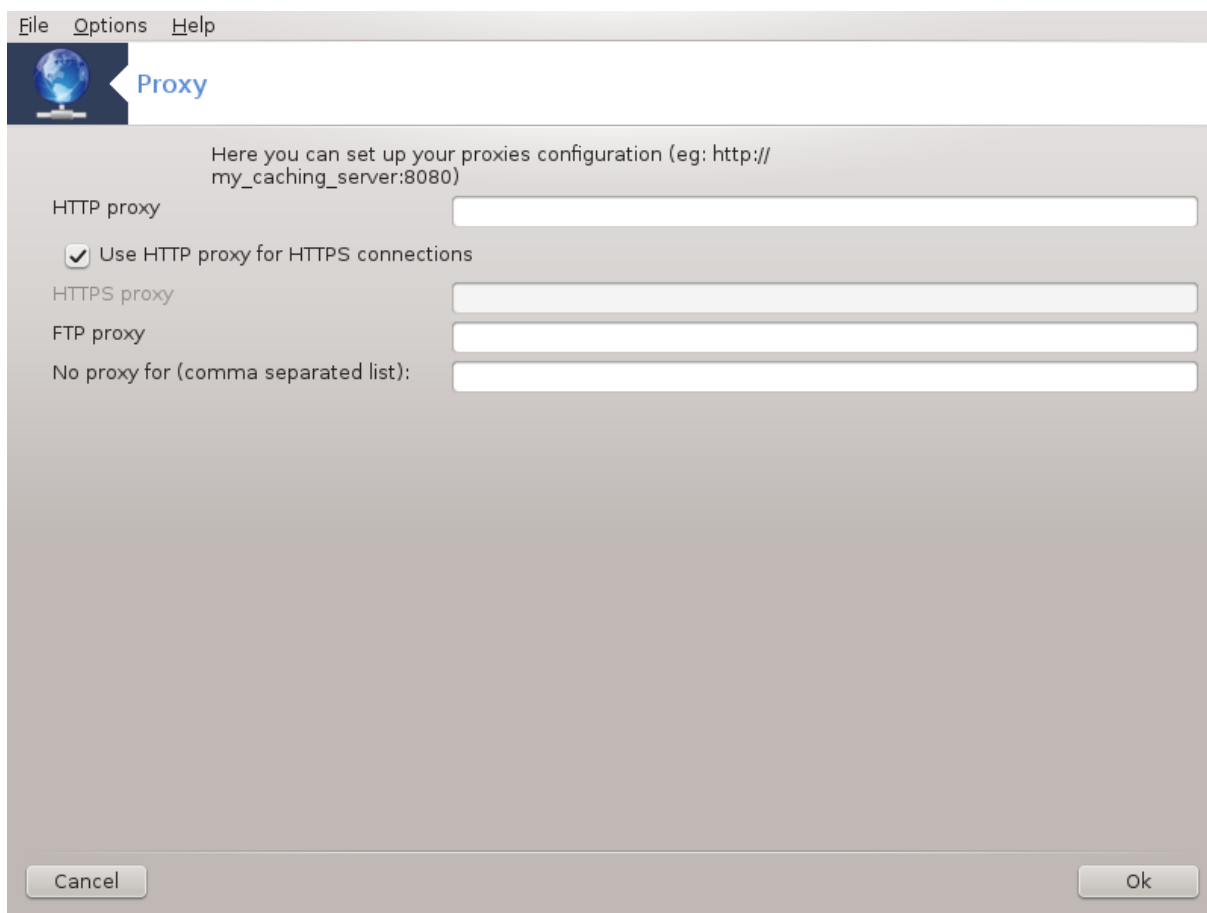 File Options Help
Proxy
Here you can set up your proxies configuration (eg: http://
my_caching_server:8080)
HTTP proxy
Use HTTP proxy for HTTPS connections
HTTPS proxy
FTP proxy
No proxy for (comma separated list):
Cancel Ok